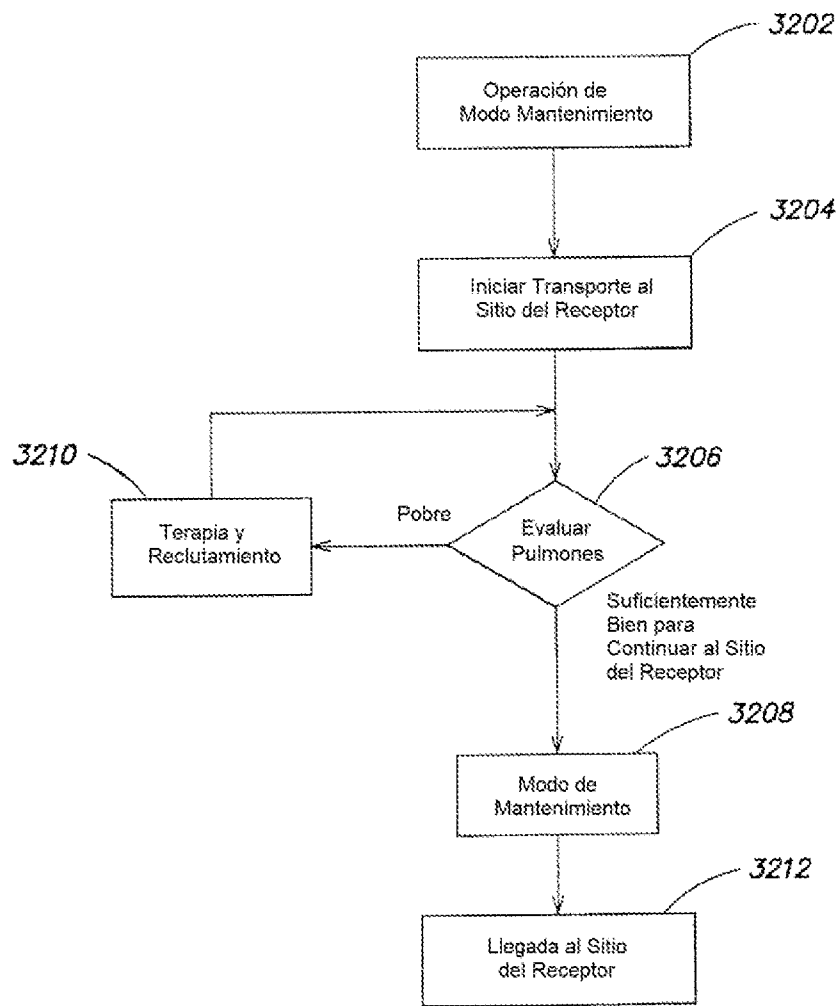 3202
Operación de
Modo Mantenimiento
3204
Iniciar Transporte al
Sitio del Receptor
3210
Terapia y
Reclutamiento
Pobre
3206
Evaluar
Pulmones
Suficientemente
Bien para
Continuar al Sitio
del Receptor
3208
Modo de
Mantenimiento
3212
Llegada al Sitio
del Receptor